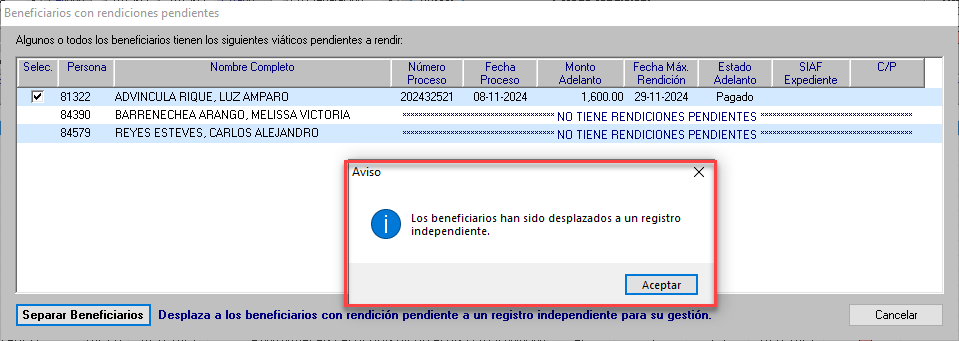 Beneficiarios con rendiciones pendientes
Algunos o todos los beneficiarios tienen los siguientes viáticos pendientes a rendir:
Selec. Persona Nombre Completo Número Proceso Fecha Proceso Monto Adelanto Fecha Máx. Rendición Estado Adelanto SIAF Expediente C/P
81322 ADVINCULA RIQUE, LUZ AMPARO 202432521 08-11-2024 1,600.00 29-11-2024 Pagado
84390 BARRENECHEA ARANGO, MELISSA VICTORIA NO TIENE RENDICIONES PENDIENTES
84579 REYES ESTEVES, CARLOS ALEJANDRO NO TIENE RENDICIONES PENDIENTES
Aviso
Los beneficiarios han sido desplazados a un registro
independiente.
Aceptar
Separar Beneficiarios Desplaza a los beneficiarios con rendición pendiente a un registro independiente para su gestión. Cancelar